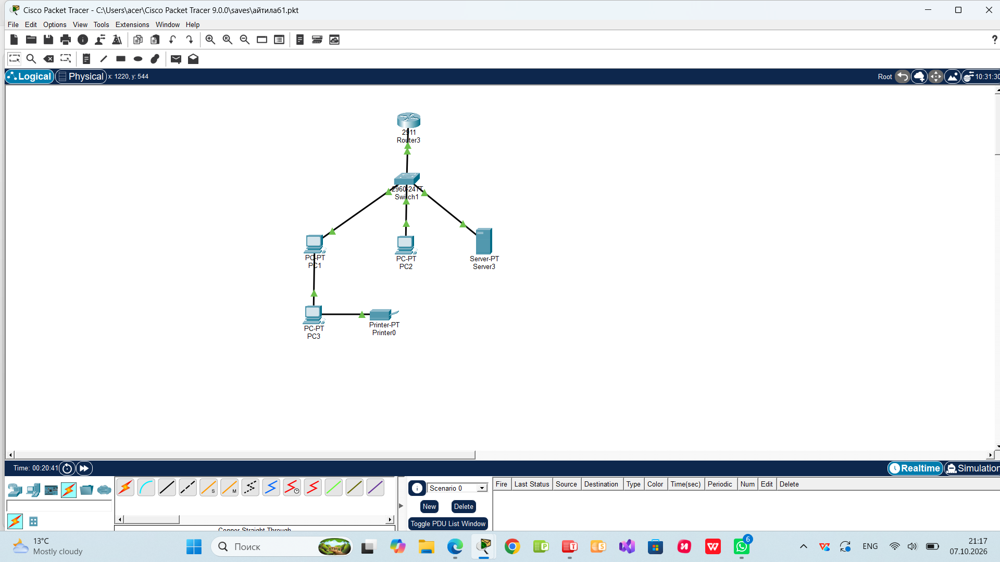 Cisco Packet Tracer - C:\Users\acer\Cisco Packet Tracer 9.0.0\saves\айтила61.pkt
File Edit Options View Tools Extensions Window Help
?
Logical Physical x: 1220, y: 544 Root 10:31:30
2911
Router3
2960-24TT
Switch1
PC-PT
PC1
PC-PT
PC2
Server-PT
Server3
PC-PT
PC3
Printer-PT
Printer0
Time: 00:20:41 Realtime Simulation
S M
Scenario 0
New Delete
Toggle PDU List Window
Fire Last Status Source Destination Type Color Time(sec) Periodic Num Edit Delete
Copper Straight-Through
13°C
Mostly cloudy
Поиск
6
ENG
21:17
07.10.2026